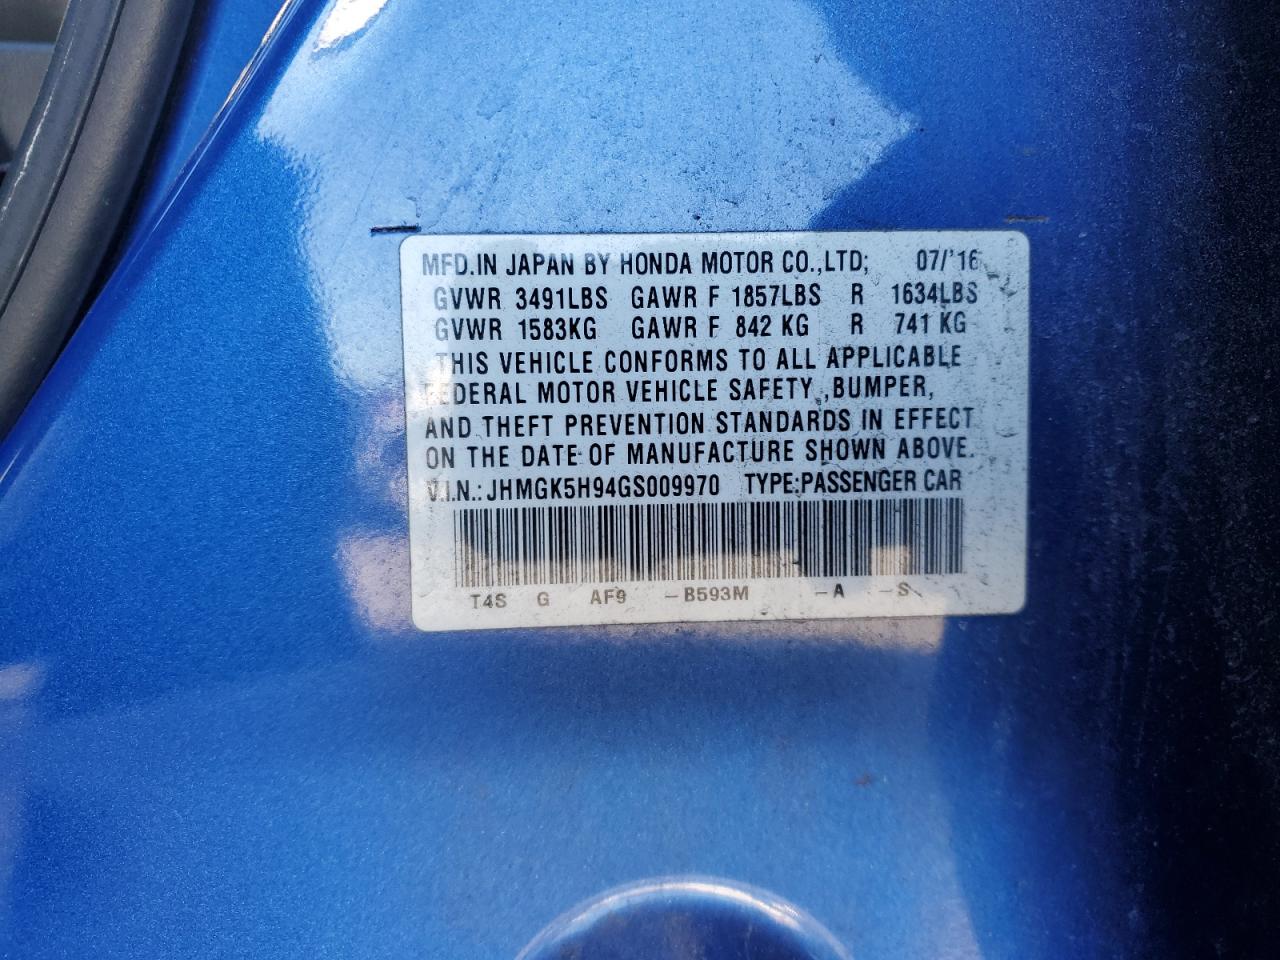 MFD.IN JAPAN BY HONDA MOTOR CO.,LTD; 07/'16
GVWR 3491LBS GAWR F 1857LBS R 1634LBS
GVWR 1583KG GAWR F 842 KG R 741 KG
THIS VEHICLE CONFORMS TO ALL APPLICABLE
FEDERAL MOTOR VEHICLE SAFETY ,BUMPER,
AND THEFT PREVENTION STANDARDS IN EFFECT
ON THE DATE OF MANUFACTURE SHOWN ABOVE.
V.I.N.: JHMGK5H94GS009970 TYPE:PASSENGER CAR
T4S G AF9 -B593M -A -S